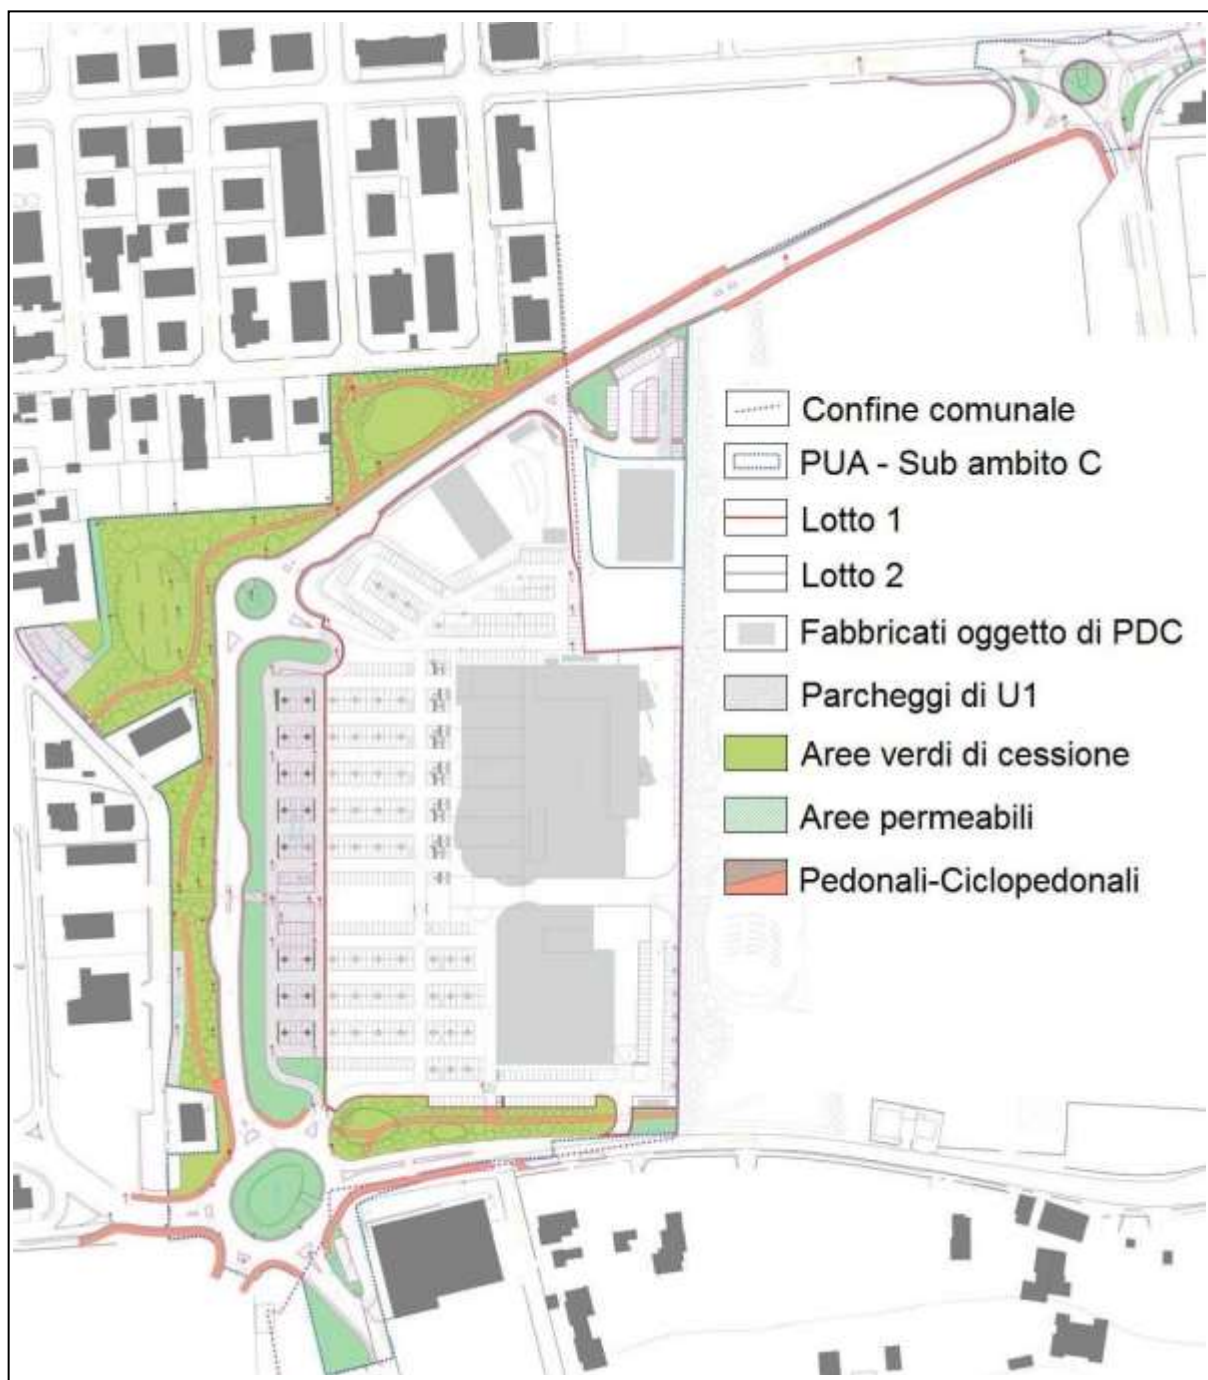 Confine comunale
PUA - Sub ambito C
Lotto 1
Lotto 2
Fabbricati oggetto di PDC
Parcheggi di U1
Aree verdi di cessione
Aree permeabili
Pedonali-Ciclopedonali